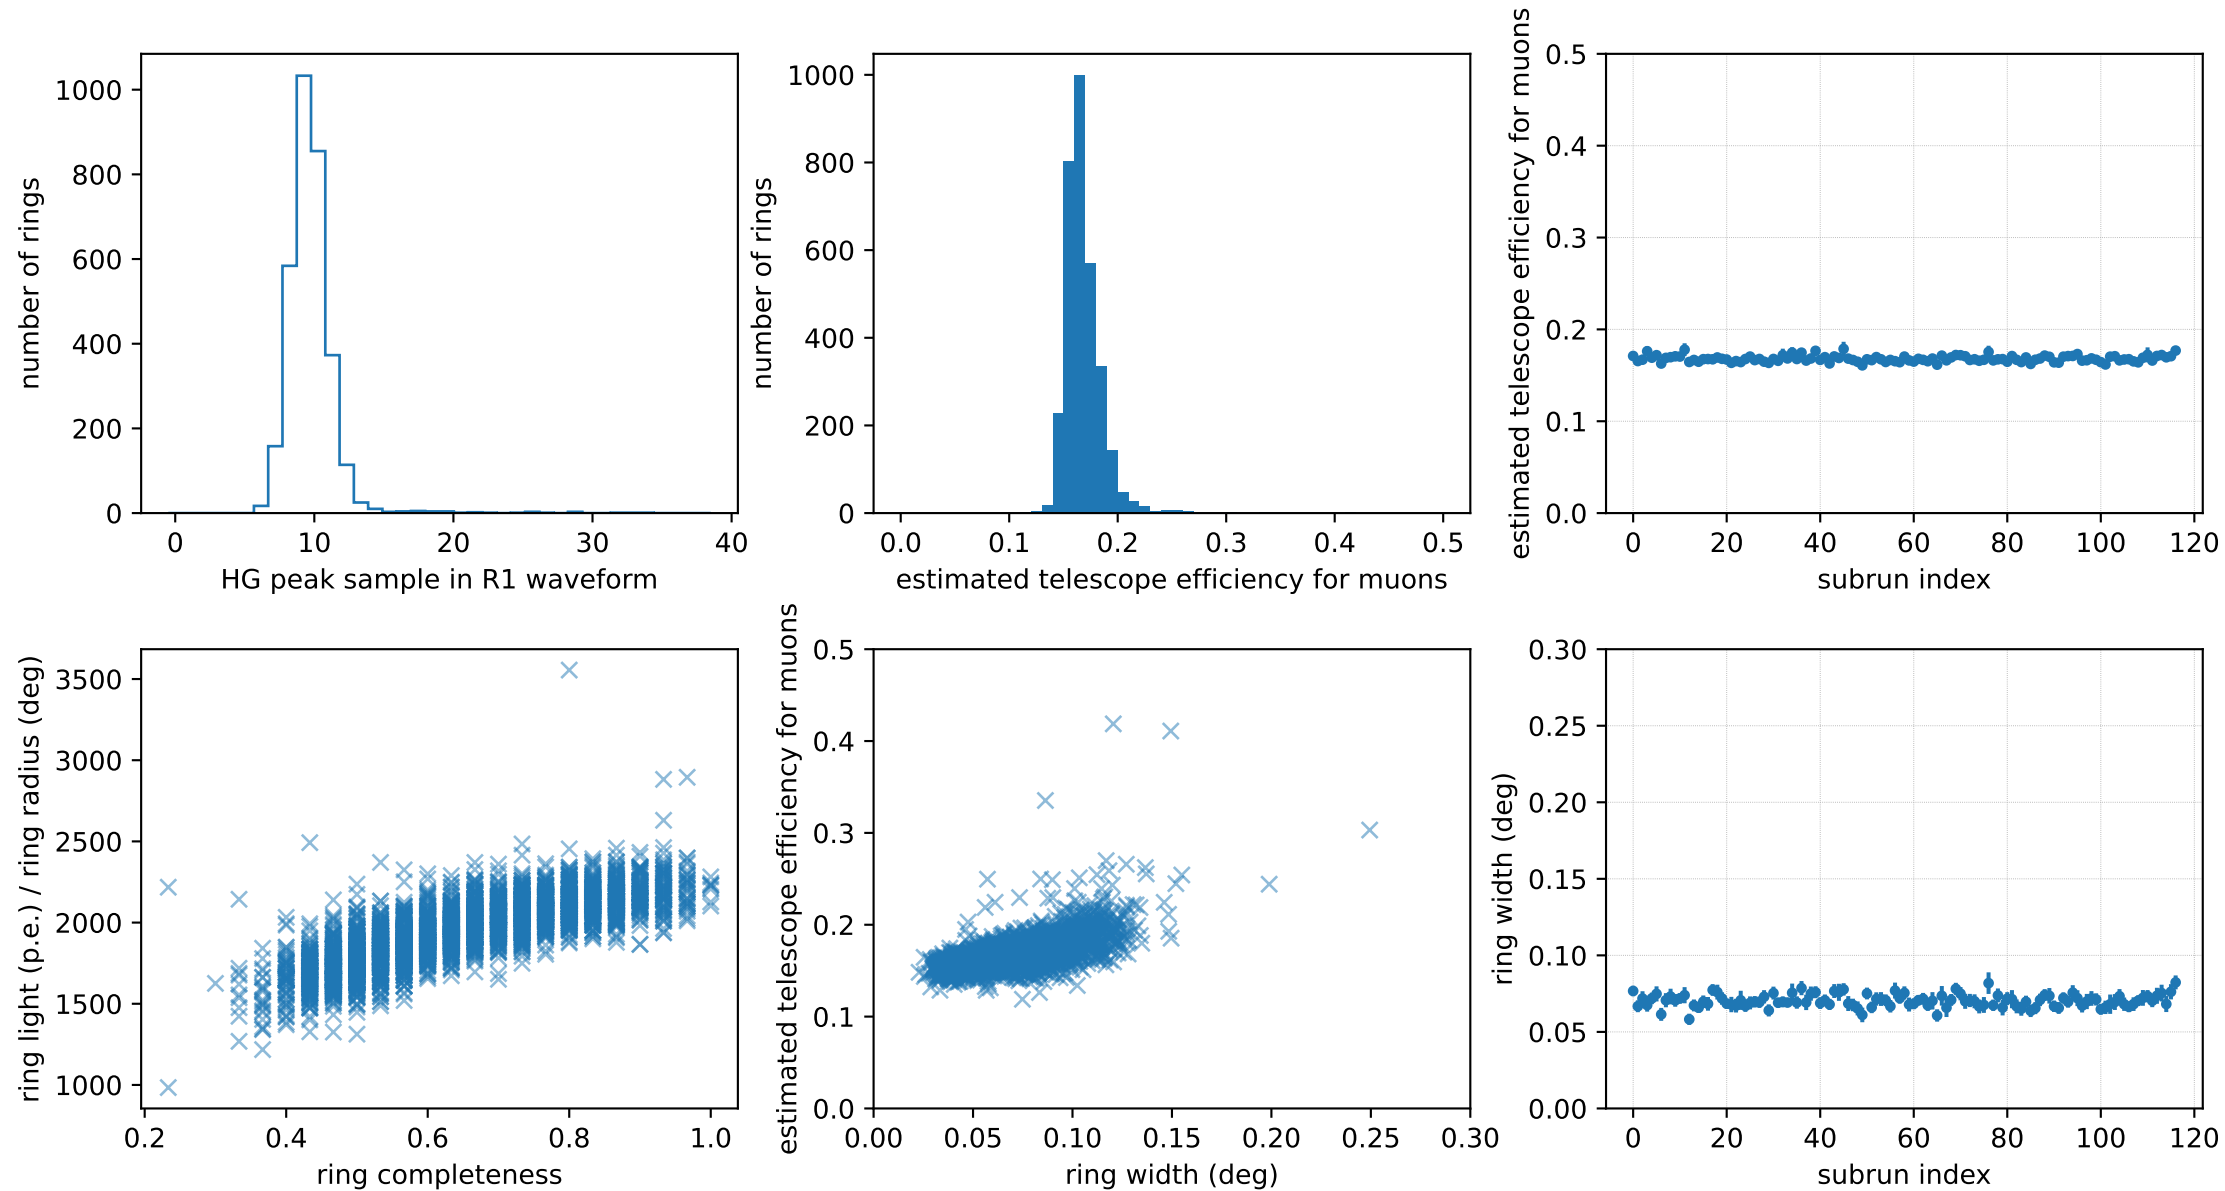 number of rings
1000
800
600
400
200
0
0 10 20 30 40
HG peak sample in R1 waveform
number of rings
1000
800
600
400
200
0
0.0 0.1 0.2 0.3 0.4 0.5
estimated telescope efficiency for muons
estimated telescope efficiency for muons
0.5
0.4
0.3
0.2
0.1
0.0
0 20 40 60 80 100 120
subrun index
ring light (p.e.) / ring radius (deg)
3500
3000
2500
2000
1500
1000
0.2 0.4 0.6 0.8 1.0
ring completeness
estimated telescope efficiency for muons
0.5
0.4
0.3
0.2
0.1
0.0
0.00 0.05 0.10 0.15 0.20 0.25 0.30
ring width (deg)
ring width (deg)
0.30
0.25
0.20
0.15
0.10
0.05
0.00
0 20 40 60 80 100 120
subrun index